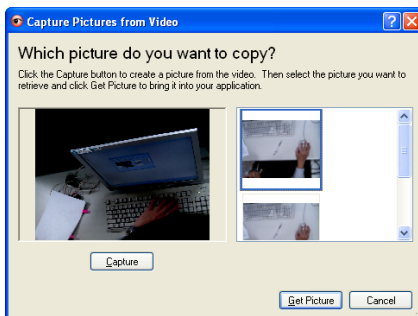 Capture Pictures from Video
Which picture do you want to copy?
Click the Capture button to create a picture from the video. Then select the picture you want to
retrieve and click Get Picture to bring it into your application.
Capture
Get Picture
Cancel